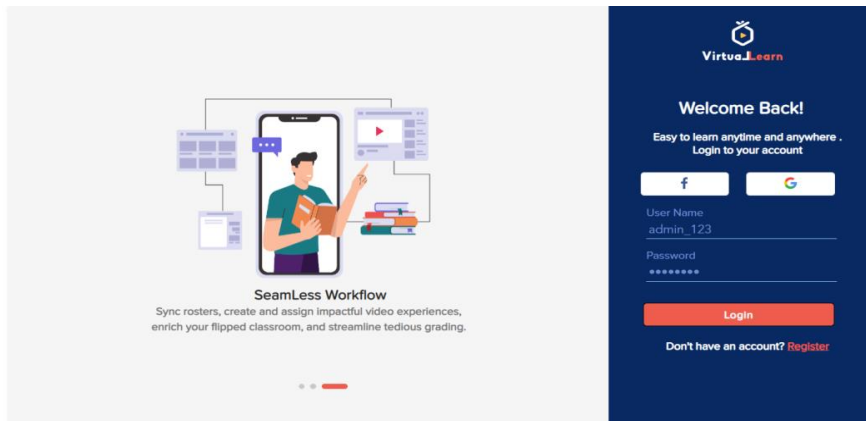 SeamLess Workflow
Sync rosters, create and assign impactful video experiences,
enrich your flipped classroom, and streamline tedious grading.
VirtuaLLearn
Welcome Back!
Easy to learn anytime and anywhere .
Login to your account
f
G
User Name
admin_123
Password
••••••••
Login
Don't have an account? Register